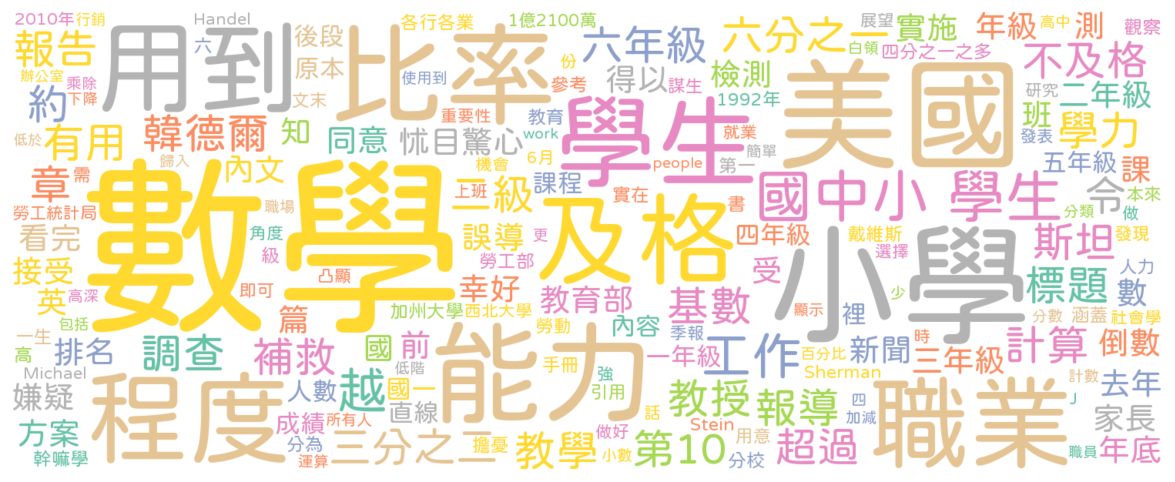 2010年 行銷 Handel 各行各業 1億2100萬 展望 年級 高中 測 觀察
報告 用到 比率 後段 六年級 六分之一 實施 白領 四分之一之多 不及格
六 原本 份 得以 檢測 美國 研究 二年級
辦公室 乘除 使用到 參考 謀生
約 下降 文末 重要性 教育 1992年 班 發表 學力
有用 韓德爾 知 同意 怵目驚心 work 學生 就業 簡單 五年級
低於 歸入 內文 機會 6月 people 第一 課
章 需 數學 上班 二級 課程 及格 實在 書 國中小 學生 令 本來
勞工統計局 職場 分類 做
看完 角度 誤導 更 四年級 戴維斯 小學 斯坦 發現
接受 級 凸顯 勞工部 受 選擇 標題 人力
英 高深 即可 幸好 教育部 基數 少 數
包括 篇 加州大學 西北大學 顯示 裡 分數 涵蓋 社會學
一生 排名 調查 補救 國 前 能力 勞動 內容 季報 工作 新聞 時 計算 倒數
高 低階 手冊 一年級 百分比 三年級
Michael 人數 越 國一 強 引用 Sherman 計數 去年
嫌疑 程度 成績 直線 教授 報導 四 J 職業 家長
方案 所有人 話 Stein 加減
幹嘛學 分為 三分之二 擔憂 教學 做好 第10 用意 超過 職員 年底
運算 小數 分校